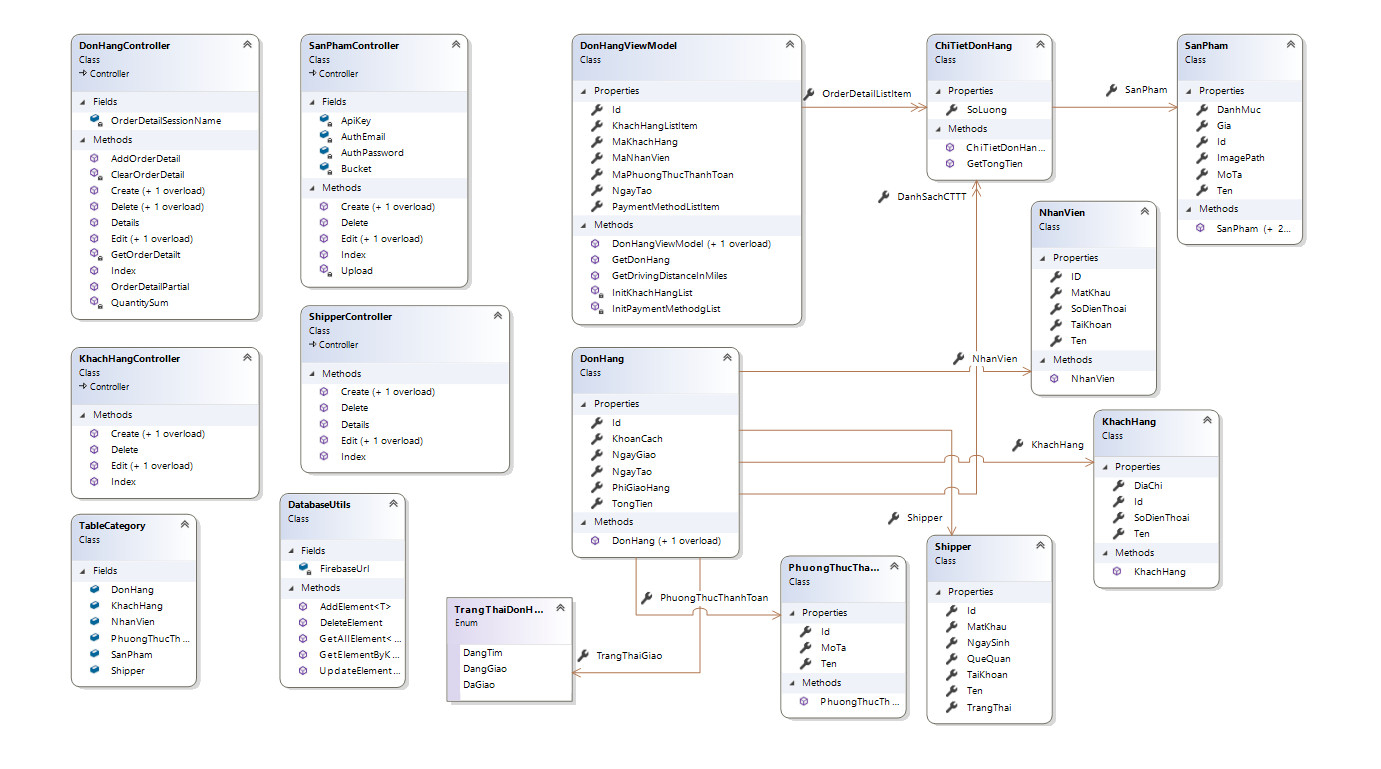 DonHangController
Class
Controller
Fields
OrderDetailSessionName
Methods
AddOrderDetail
ClearOrderDetail
Create (+ 1 overload)
Delete (+ 1 overload)
Details
Edit (+ 1 overload)
GetOrderDetailt
Index
OrderDetailPartial
QuantitySum
SanPhamController
Class
Controller
Fields
ApiKey
AuthEmail
AuthPassword
Bucket
Methods
Create (+ 1 overload)
Delete
Edit (+ 1 overload)
Index
Upload
DonHangViewModel
Class
Properties
Id
KhachHangListItem
MaKhachHang
MaNhanVien
MaPhuongThucThanhToan
NgayTao
PaymentMethodListItem
Methods
DonHangViewModel (+ 1 overload)
GetDonHang
GetDrivingDistanceInMiles
InitKhachHangList
InitPaymentMethodgList
OrderDetailListItem
ChiTietDonHang
Class
Properties
SoLuong
Methods
ChiTietDonHan...
GetTongTien
SanPham
SanPham
Class
Properties
DanhMuc
Gia
Id
ImagePath
MoTa
Ten
Methods
SanPham (+ 2...
DanhSachCTTT
NhanVien
Class
Properties
ID
MatKhau
SoDienThoai
TaiKhoan
Ten
Methods
NhanVien
KhachHangController
Class
Controller
Methods
Create (+ 1 overload)
Delete
Edit (+ 1 overload)
Index
ShipperController
Class
Controller
Methods
Create (+ 1 overload)
Delete
Details
Edit (+ 1 overload)
Index
DonHang
Class
Properties
Id
KhoanCach
NgayGiao
NgayTao
PhiGiaoHang
TongTien
Methods
DonHang (+ 1 overload)
NhanVien
KhachHang
Shipper
KhachHang
Class
Properties
DiaChi
Id
SoDienThoai
Ten
Methods
KhachHang
TableCategory
Class
Fields
DonHang
KhachHang
NhanVien
PhuongThucTh ...
SanPham
Shipper
DatabaseUtils
Class
Fields
FirebaseUrl
Methods
AddElement<T>
DeleteElement
GetAllElement< ...
GetElementByK ...
UpdateElement...
TrangThaiDonH...
Enum
DangTim
DangGiao
DaGiao
PhuongThucThanhToan
TrangThaiGiao
PhuongThucTha...
Class
Properties
Id
MoTa
Ten
Methods
PhuongThucTh ...
Shipper
Class
Properties
Id
MatKhau
NgaySinh
QueQuan
TaiKhoan
Ten
TrangThai